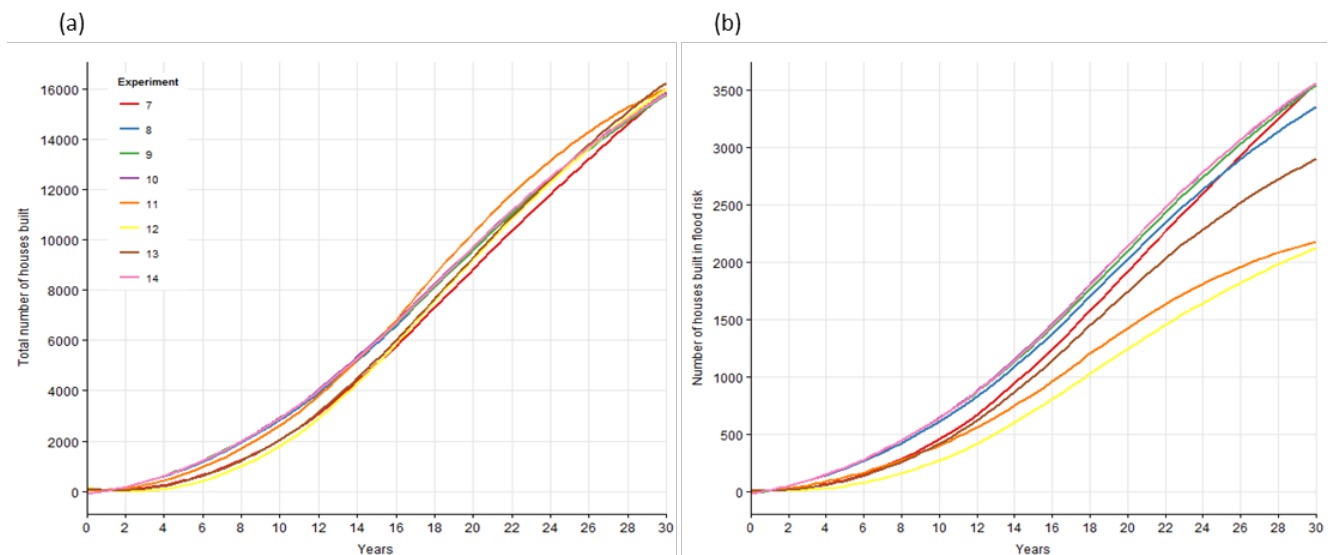 (a)
Total number of houses built
16000
14000
12000
10000
8000
6000
4000
2000
0
Experiment
7
8
9
10
11
12
13
14
0 2 4 6 8 10 12 14 16 18 20 22 24 26 28 30
Years
(b)
Number of houses built in flood risk
3500
3000
2500
2000
1500
1000
500
0
0 2 4 6 8 10 12 14 16 18 20 22 24 26 28 30
Years